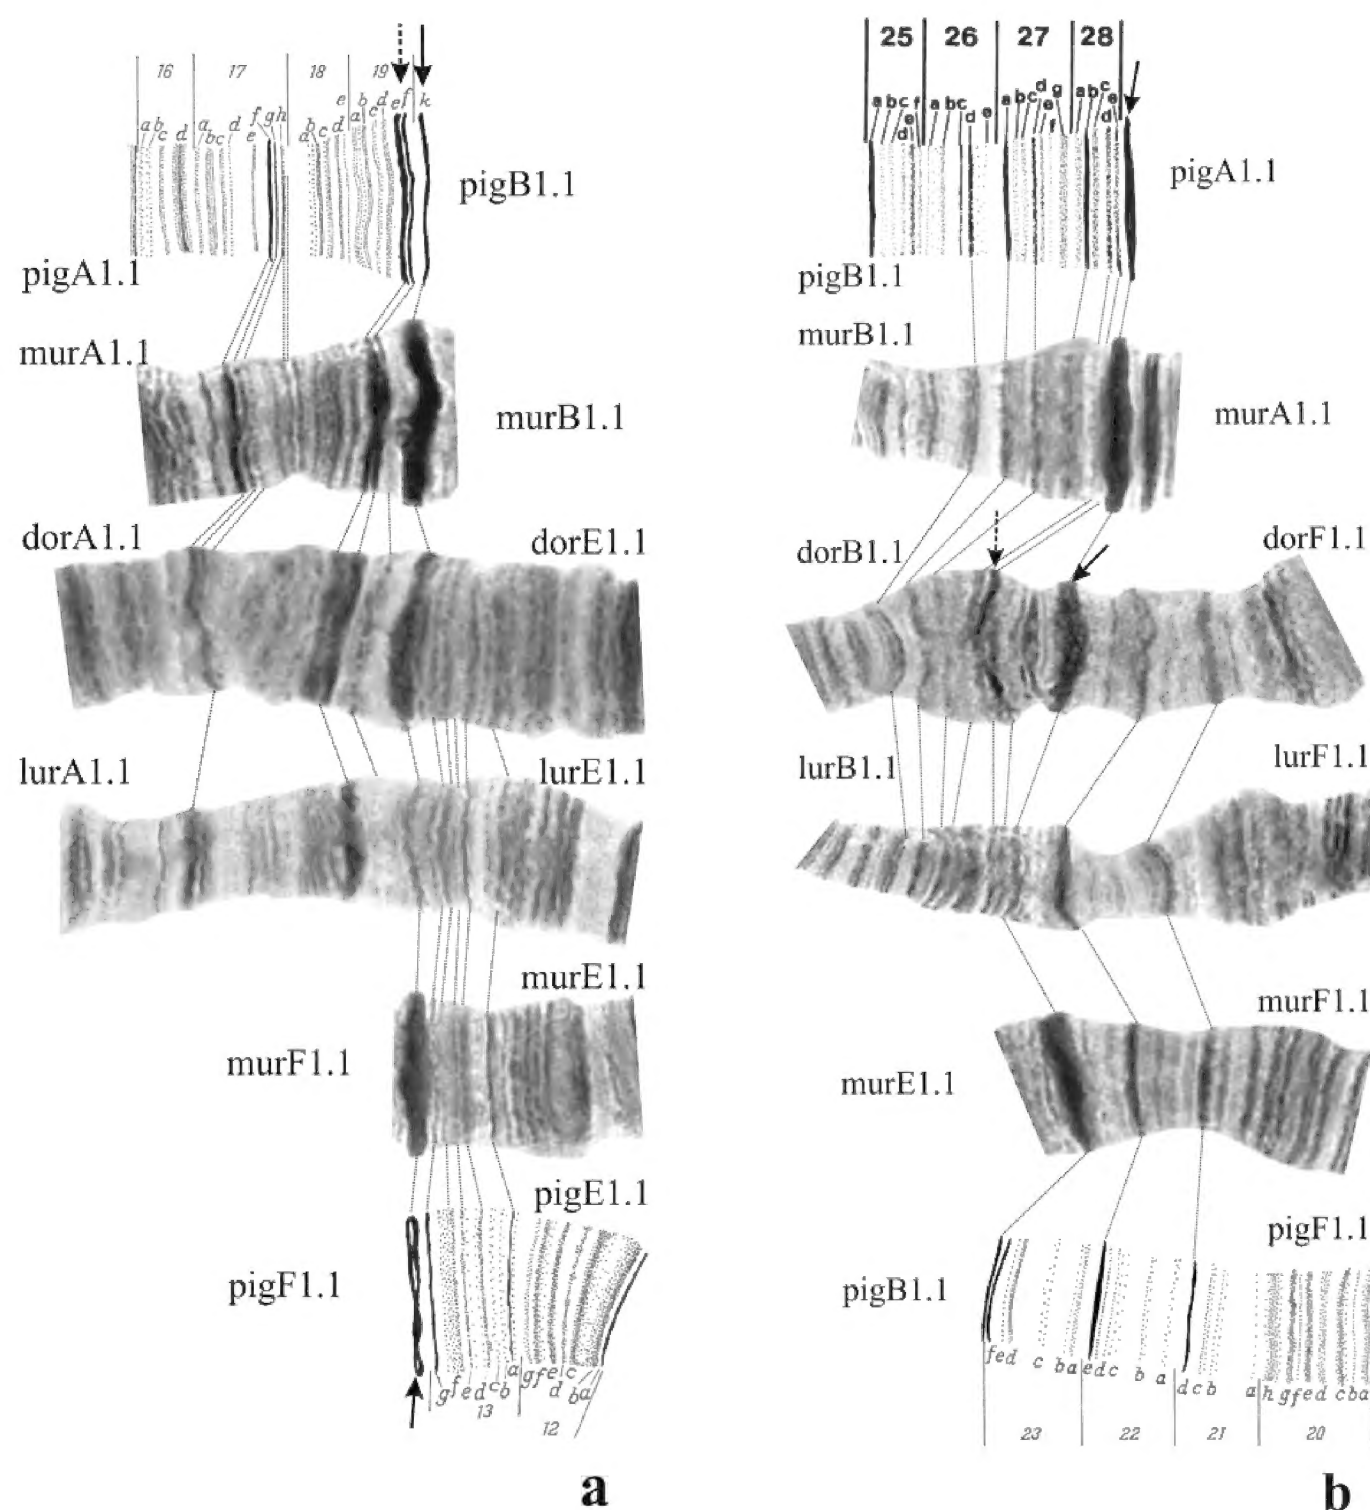 16 17 18 19
a b c d a b c d e f g h a b c d e a b c d e f k
pigB1.1
pigA1.1
murA1.1
murB1.1
dorA1.1
dorE1.1
lurA1.1
lurE1.1
murE1.1
murF1.1
pigE1.1
pigF1.1
g f e d c b a g f e d c b a
13 12
a
25 26 27 28
a b c d e f a b c d e a b c d e f g a b c d e
pigA1.1
pigB1.1
murB1.1
murA1.1
dorB1.1
dorF1.1
lurB1.1
lurF1.1
murF1.1
murE1.1
pigF1.1
pigB1.1
f e d c b a e d c b a d c b a h g f e d c b a
23 22 21 20
b